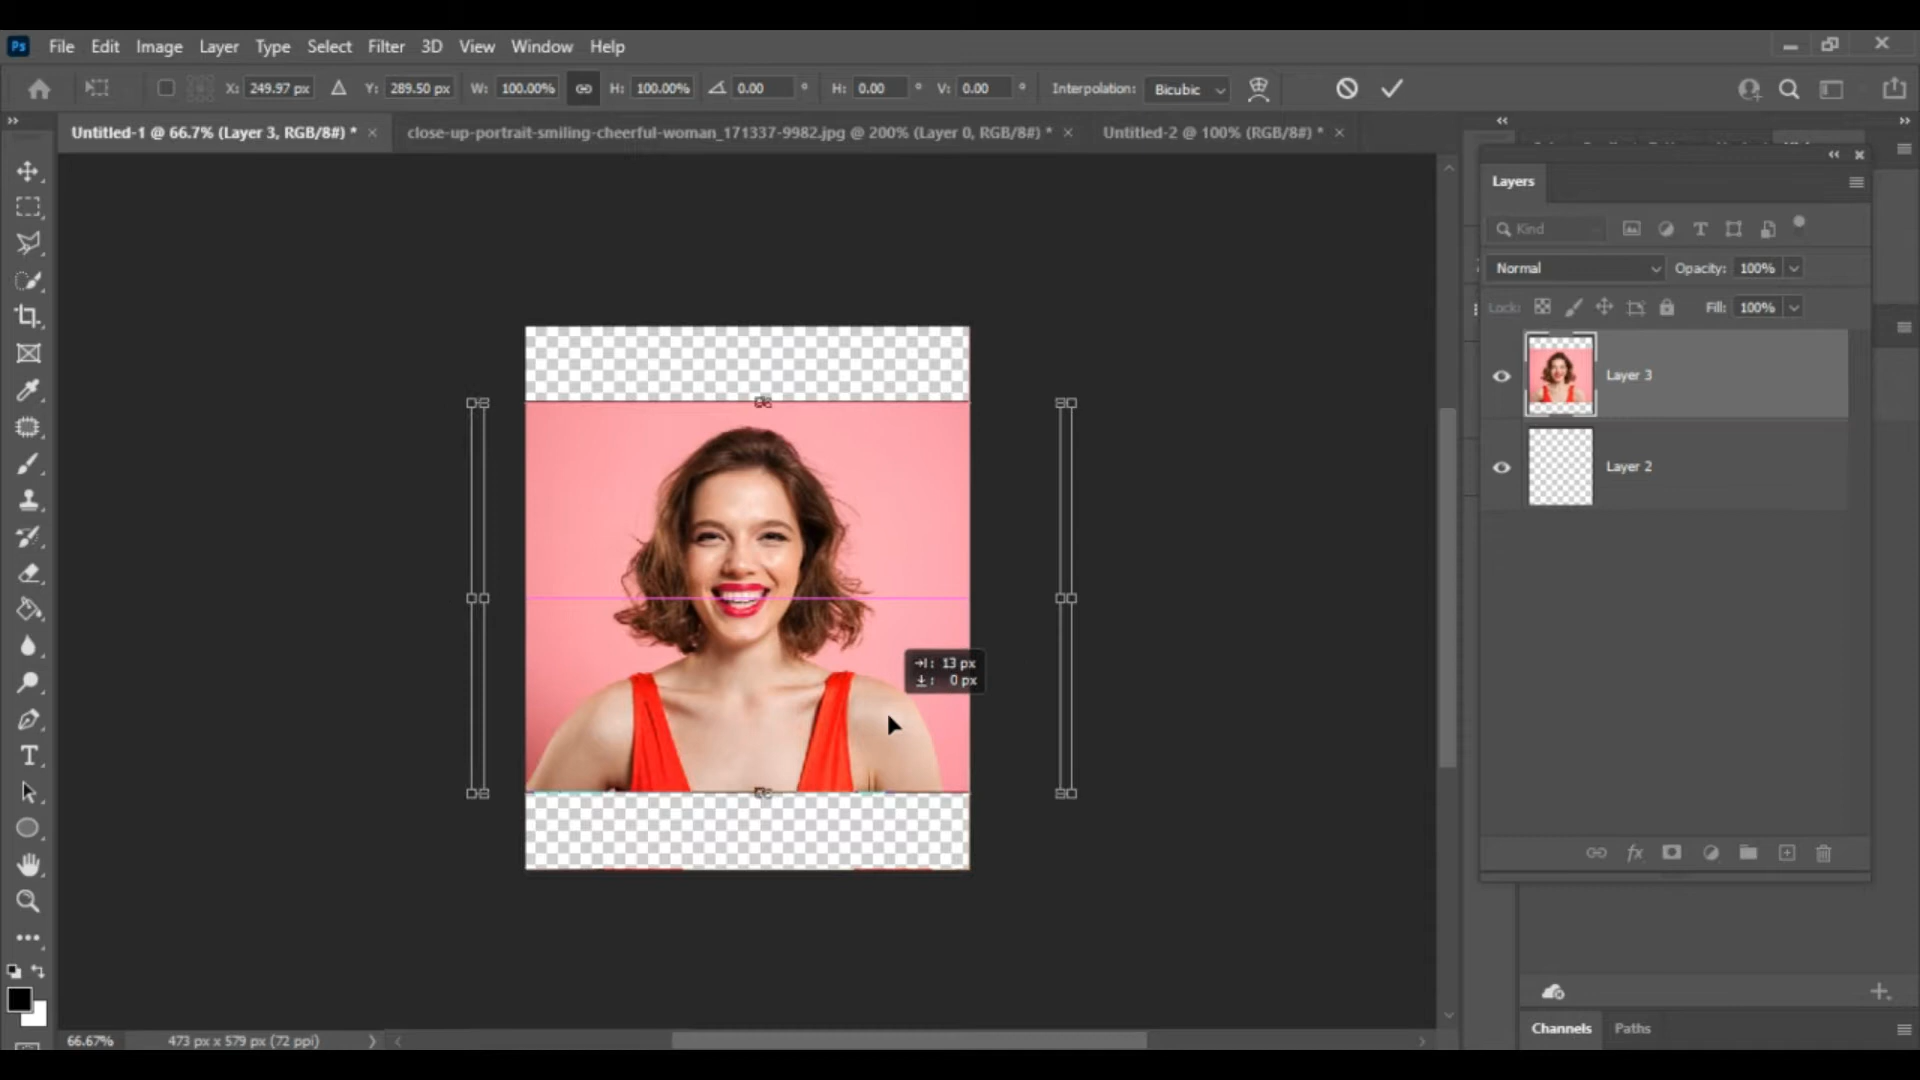 Ps File Edit Image Layer Type Select Filter 3D View Window Help
X: 249.97 px Y: 289.50 px W: 100.00% H: 100.00% 0.00 ° H: 0.00 ° V: 0.00 ° Interpolation: Bicubic
Untitled-1 @ 66.7% (Layer 3, RGB/8#) * × close-up-portrait-smiling-cheerful-woman_171337-9982.jpg @ 200% (Layer 0, RGB/8#) * × Untitled-2 @ 100% (RGB/8#) * ×
Layers
Kind
Normal Opacity: 100%
Lock: Fill: 100%
Layer 3
Layer 2
: 13 px
: 0 px
Channels Paths
66.67% 473 px x 579 px (72 ppi)